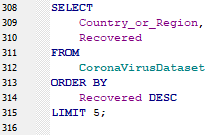 308 SELECT
309 Country_or_Region,
310 Recovered
311 FROM
312 CoronaVirusDataset
313 ORDER BY
314 Recovered DESC
315 LIMIT 5;
316